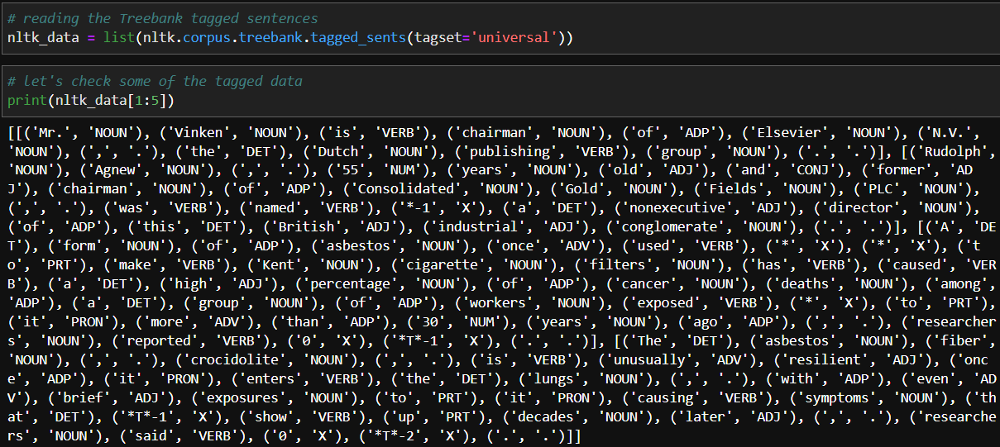 # reading the Treebank tagged sentences
nltk_data = list(nltk.corpus.treebank.tagged_sents(tagset='universal'))
# let's check some of the tagged data
print(nltk_data[1:5])
[[('Mr.', 'NOUN'), ('Vinken', 'NOUN'), ('is', 'VERB'), ('chairman', 'NOUN'), ('of', 'ADP'), ('Elsevier', 'NOUN'), ('N.V.',
'NOUN'), (',', '.'), ('the', 'DET'), ('Dutch', 'NOUN'), ('publishing', 'VERB'), ('group', 'NOUN'), ('.', '.')], [('Rudolph',
'NOUN'), ('Agnew', 'NOUN'), (',', '.'), ('55', 'NUM'), ('years', 'NOUN'), ('old', 'ADJ'), ('and', 'CONJ'), ('former', 'AD
J'), ('chairman', 'NOUN'), ('of', 'ADP'), ('Consolidated', 'NOUN'), ('Gold', 'NOUN'), ('Fields', 'NOUN'), ('PLC', 'NOUN'),
(',', '.'), ('was', 'VERB'), ('named', 'VERB'), ('*-1', 'X'), ('a', 'DET'), ('nonexecutive', 'ADJ'), ('director', 'NOUN'),
('of', 'ADP'), ('this', 'DET'), ('British', 'ADJ'), ('industrial', 'ADJ'), ('conglomerate', 'NOUN'), ('.', '.')], [('A', 'DE
T'), ('form', 'NOUN'), ('of', 'ADP'), ('asbestos', 'NOUN'), ('once', 'ADV'), ('used', 'VERB'), ('*', 'X'), ('*', 'X'), ('t
o', 'PRT'), ('make', 'VERB'), ('Kent', 'NOUN'), ('cigarette', 'NOUN'), ('filters', 'NOUN'), ('has', 'VERB'), ('caused', 'VER
B'), ('a', 'DET'), ('high', 'ADJ'), ('percentage', 'NOUN'), ('of', 'ADP'), ('cancer', 'NOUN'), ('deaths', 'NOUN'), ('among',
'ADP'), ('a', 'DET'), ('group', 'NOUN'), ('of', 'ADP'), ('workers', 'NOUN'), ('exposed', 'VERB'), ('*', 'X'), ('to', 'PRT'),
('it', 'PRON'), ('more', 'ADV'), ('than', 'ADP'), ('30', 'NUM'), ('years', 'NOUN'), ('ago', 'ADP'), (',', '.'), ('researcher
s', 'NOUN'), ('reported', 'VERB'), ('0', 'X'), ('*T*-1', 'X'), ('.', '.')], [('The', 'DET'), ('asbestos', 'NOUN'), ('fiber',
'NOUN'), (',', '.'), ('crocidolite', 'NOUN'), (',', '.'), ('is', 'VERB'), ('unusually', 'ADV'), ('resilient', 'ADJ'), ('onc
e', 'ADP'), ('it', 'PRON'), ('enters', 'VERB'), ('the', 'DET'), ('lungs', 'NOUN'), (',', '.'), ('with', 'ADP'), ('even', 'AD
V'), ('brief', 'ADJ'), ('exposures', 'NOUN'), ('to', 'PRT'), ('it', 'PRON'), ('causing', 'VERB'), ('symptoms', 'NOUN'), ('th
at', 'DET'), ('*T*-1', 'X'), ('show', 'VERB'), ('up', 'PRT'), ('decades', 'NOUN'), ('later', 'ADJ'), (',', '.'), ('researche
rs', 'NOUN'), ('said', 'VERB'), ('0', 'X'), ('*T*-2', 'X'), ('.', '.')]]